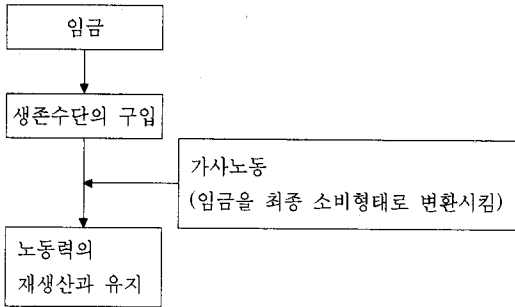 임금
생존수단의 구입
가사노동
(임금을 최종 소비형태로 변환시킴)
노동력의
재생산과 유지